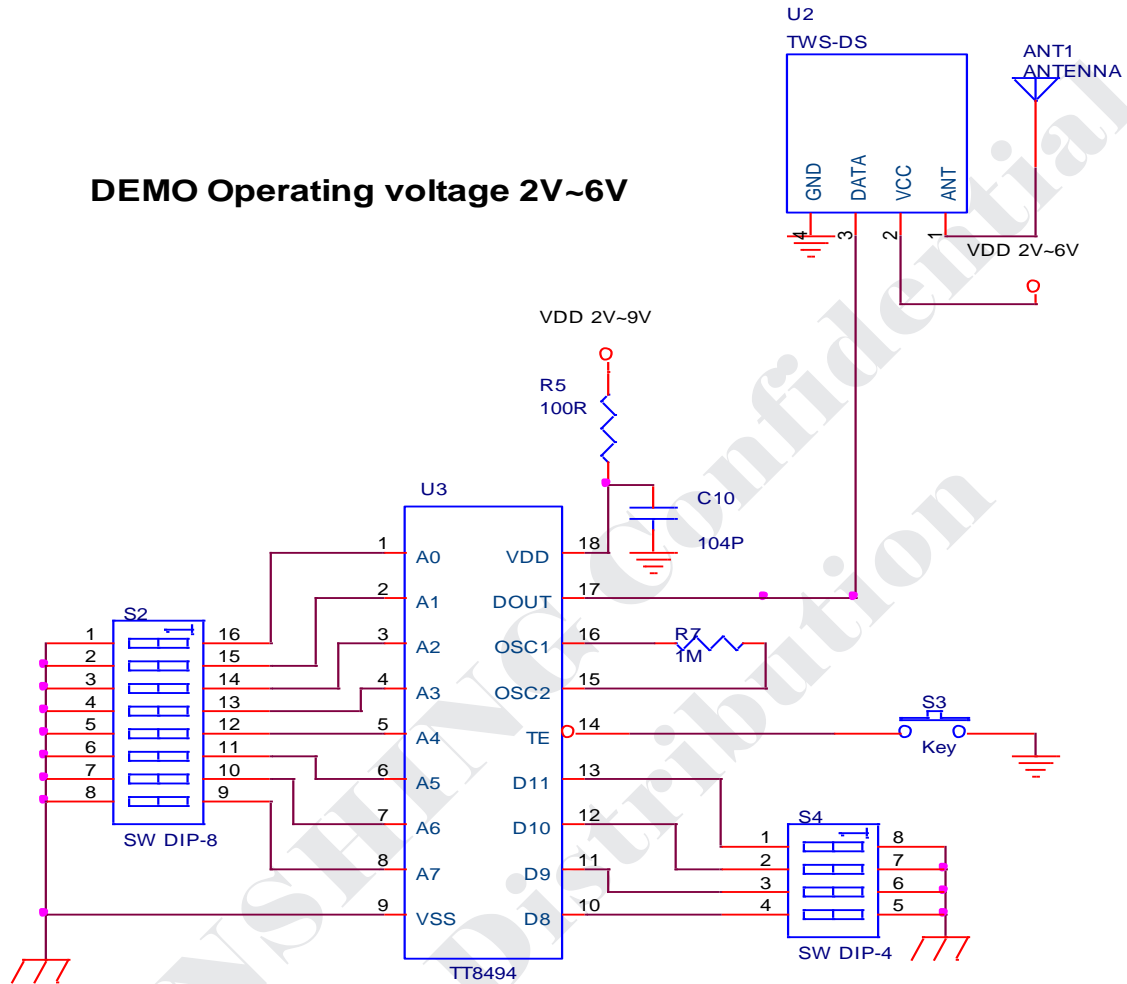 U2
TWS-DS
ANT1
ANTENNA
GND
DATA
VCC
ANT
4
3
2
1
DEMO Operating voltage 2V~6V
VDD 2V~6V
VDD 2V~9V
R5
100R
C10
104P
U3
1 A0 VDD 18
2 A1 DOUT 17
3 A2 OSC1 16
4 A3 OSC2 15
5 A4 TE 14
6 A5 D11 13
7 A6 D10 12
8 A7 D9 11
9 VSS D8 10
TT8494
R7
1M
S3
Key
S2
1 16
2 15
3 14
4 13
5 12
6 11
7 10
8 9
SW DIP-8
S4
1 8
2 7
3 6
4 5
SW DIP-4
NSHING Confidential
Distribution